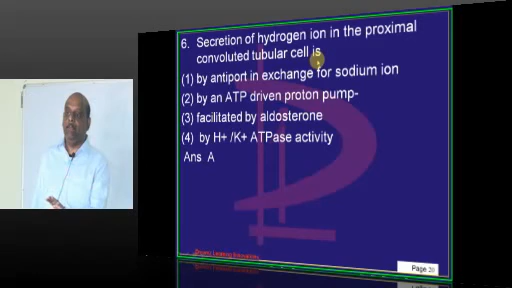 6. Secretion of hydrogen ion in the proximal
convoluted tubular cell is
(1) by antiport in exchange for sodium ion
(2) by an ATP driven proton pump-
(3) facilitated by aldosterone
(4) by H+ /K+ ATPase activity
Ans A
Page 20